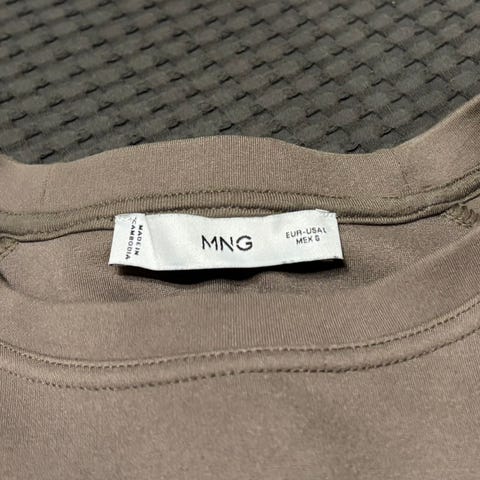 MADE IN
CAMBODIA
MNG
EUR-USA L
MEX G